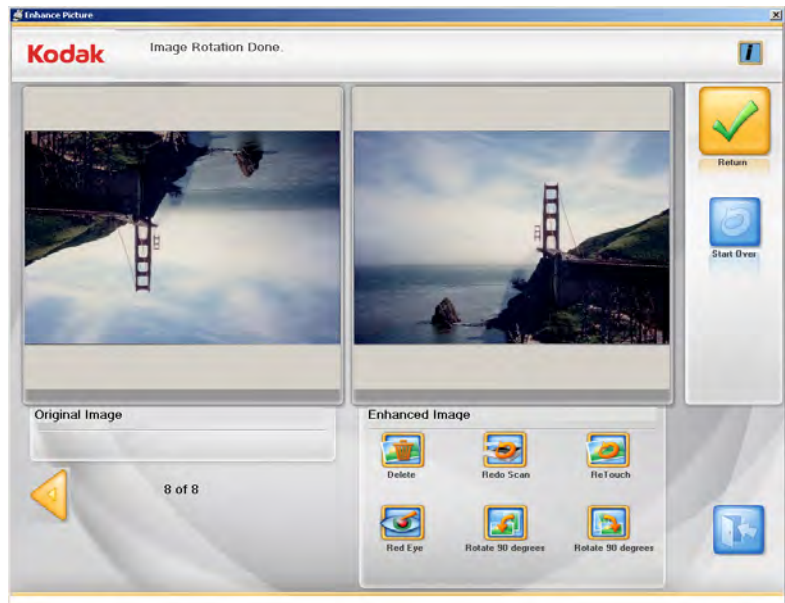 Enhance Picture
Kodak
Image Rotation Done.
i
Return
Start Over
Original Image
Enhanced Image
Delete
Redo Scan
ReTouch
8 of 8
Red Eye
Rotate 90 degrees
Rotate 90 degrees